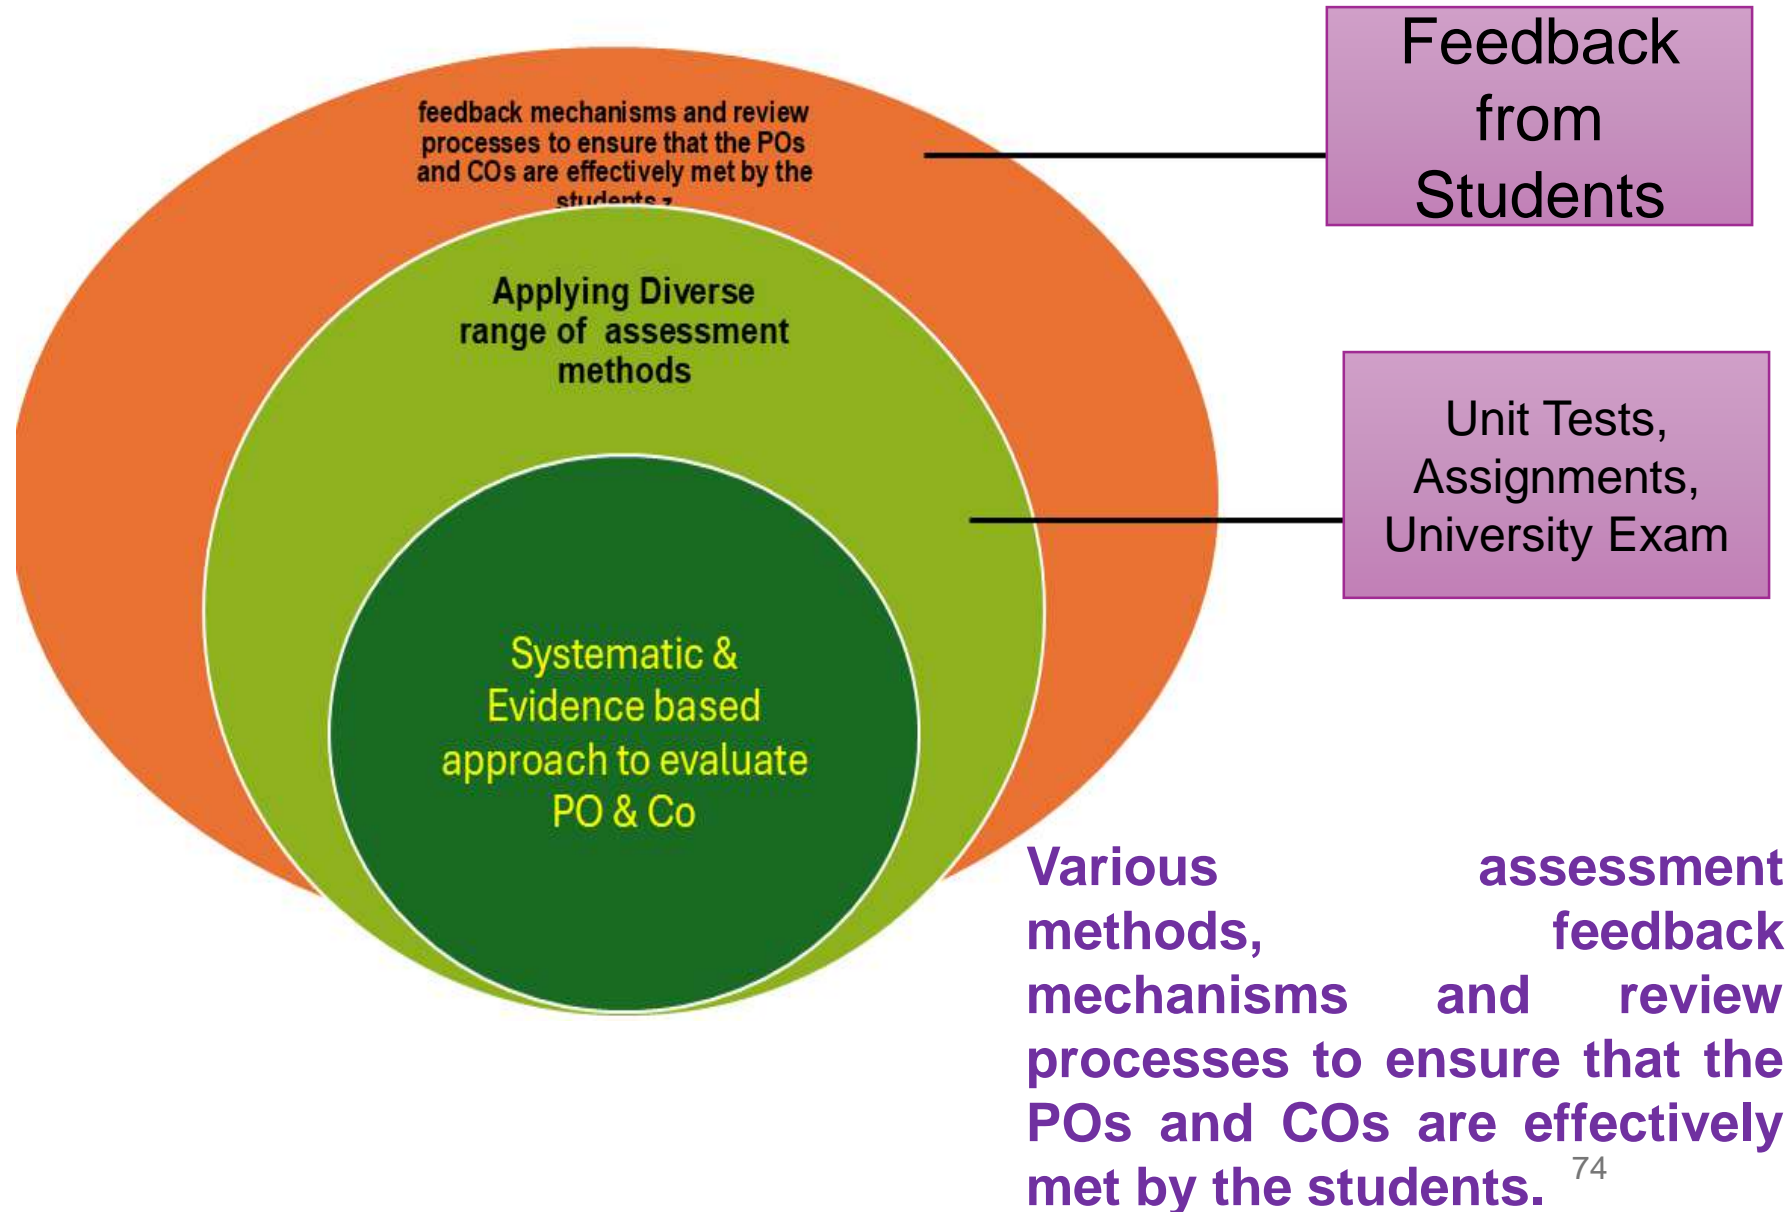 Feedback
from
Students
feedback mechanisms and review
processes to ensure that the POs
and COs are effectively met by the
students.
Applying Diverse
range of assessment
methods
Unit Tests,
Assignments,
University Exam
Systematic &
Evidence based
approach to evaluate
PO & Co
Various assessment
methods, feedback
mechanisms and review
processes to ensure that the
POs and COs are effectively
met by the students.
74